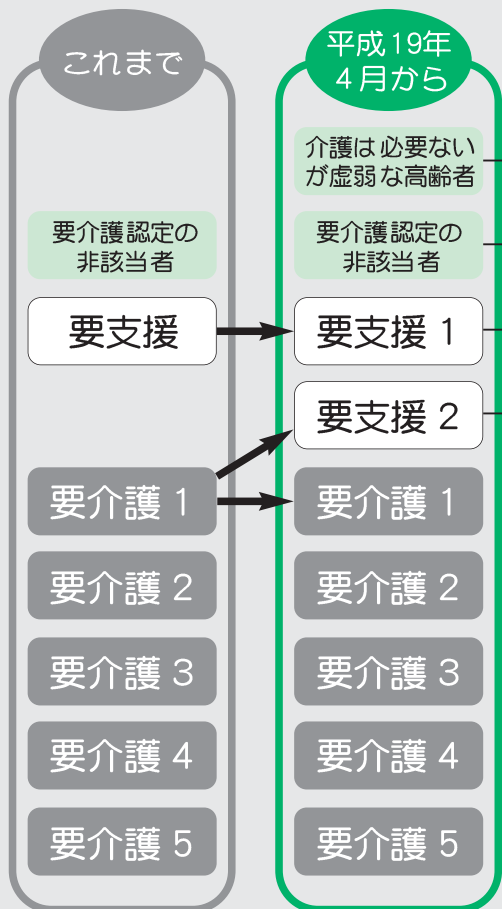 これまで
要介護認定の
非該当者
要支援
要介護1
要介護2
要介護3
要介護4
要介護5
平成19年
4月から
介護は必要ない
が虚弱な高齢者
要介護認定の
非該当者
要支援1
要支援2
要介護1
要介護2
要介護3
要介護4
要介護5